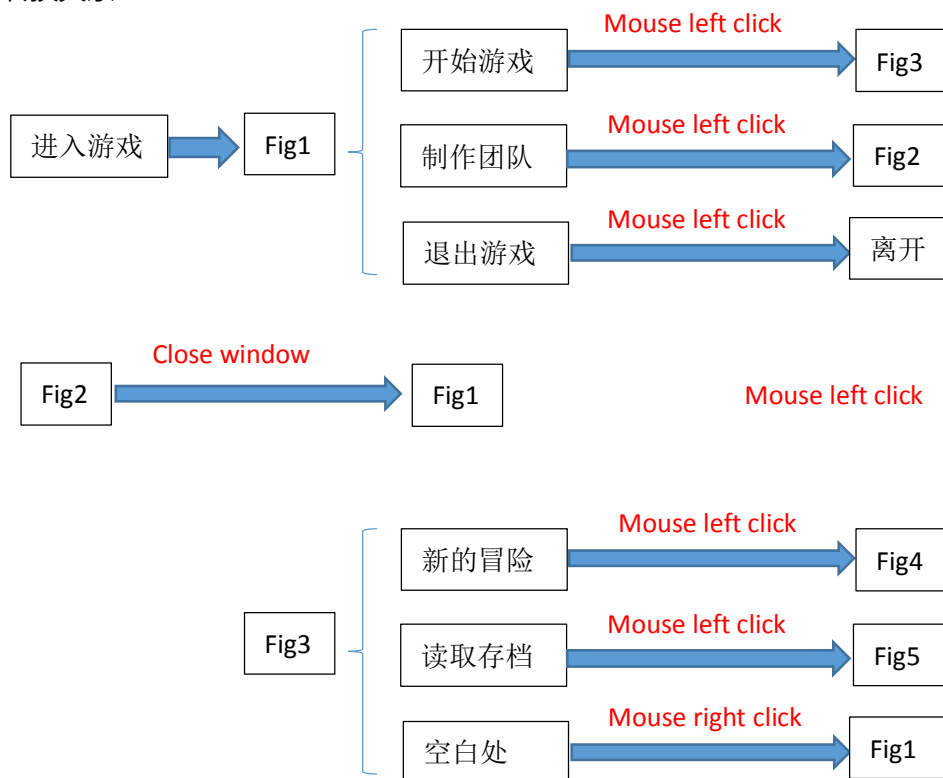 Mouse left click
开始游戏
Fig3
进入游戏
Fig1
Mouse left click
制作团队
Fig2
Mouse left click
退出游戏
离开
Close window
Fig2
Fig1
Mouse left click
Mouse left click
新的冒险
Fig4
Fig3
Mouse left click
读取存档
Fig5
Mouse right click
空白处
Fig1